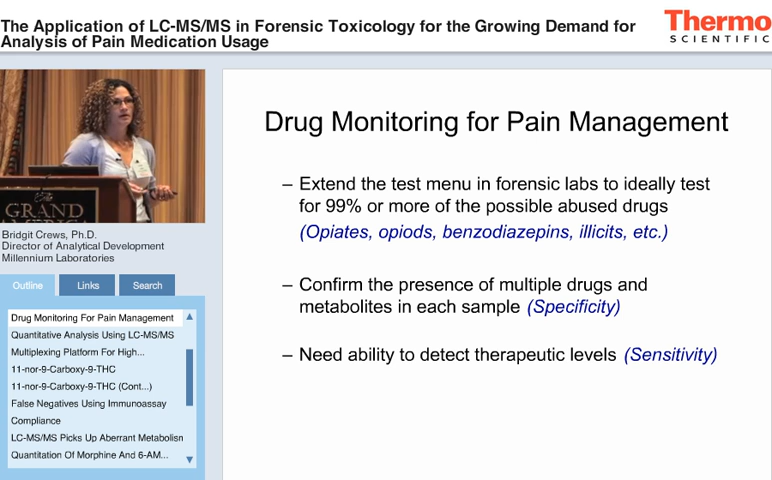 The Application of LC-MS/MS in Forensic Toxicology for the Growing Demand for
Analysis of Pain Medication Usage
Thermo
SCIENTIFIC
GRAND
AMERICA
Bridgit Crews, Ph.D.
Director of Analytical Development
Millennium Laboratories
Outline
Links
Search
Drug Monitoring For Pain Management
Quantitative Analysis Using LC-MS/MS
Multiplexing Platform For High...
11-nor-9-Carboxy-9-THC
11-nor-9-Carboxy-9-THC (Cont...)
False Negatives Using Immunoassay
Compliance
LC-MS/MS Picks Up Aberrant Metabolisn
Quantitation Of Morphine And 6-AM...
Drug Monitoring for Pain Management
– Extend the test menu in forensic labs to ideally test
for 99% or more of the possible abused drugs
(Opiates, opiods, benzodiazepins, illicits, etc.)
– Confirm the presence of multiple drugs and
metabolites in each sample (Specificity)
– Need ability to detect therapeutic levels (Sensitivity)